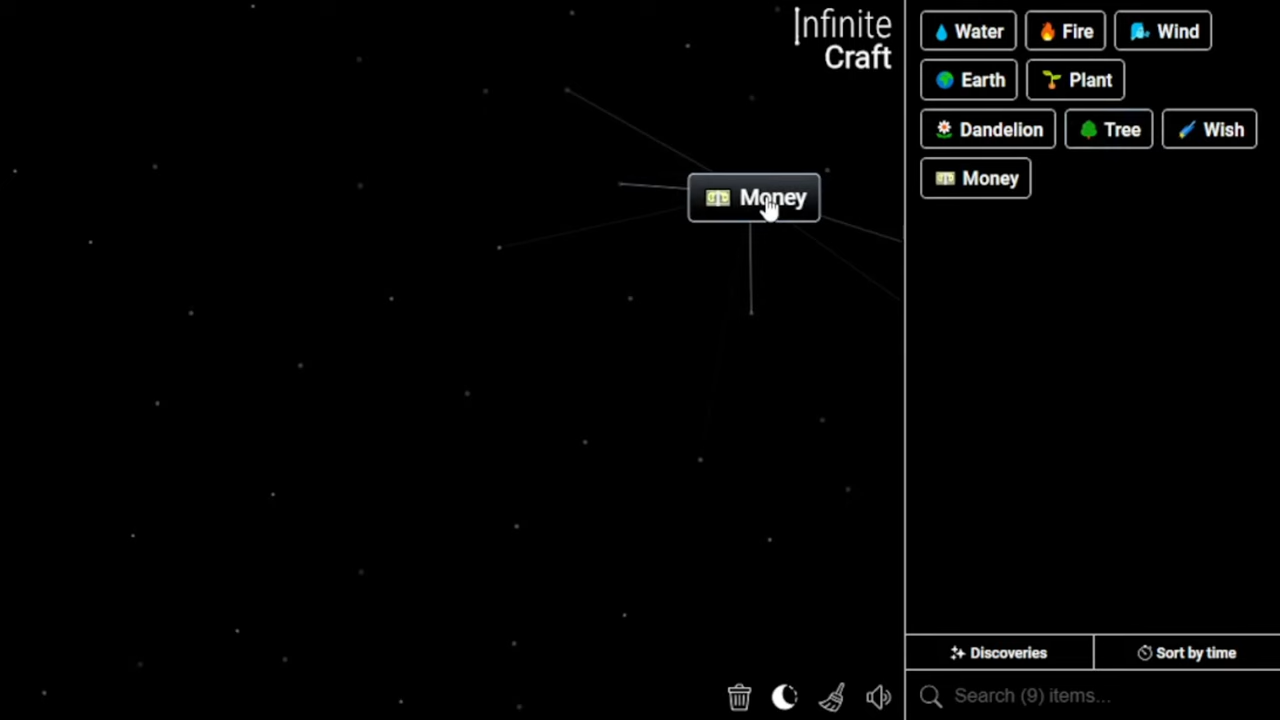 Infinite
Craft
Money
Water Fire Wind
Earth Plant
Dandelion Tree Wish
Money
Discoveries Sort by time
Search (9) items...